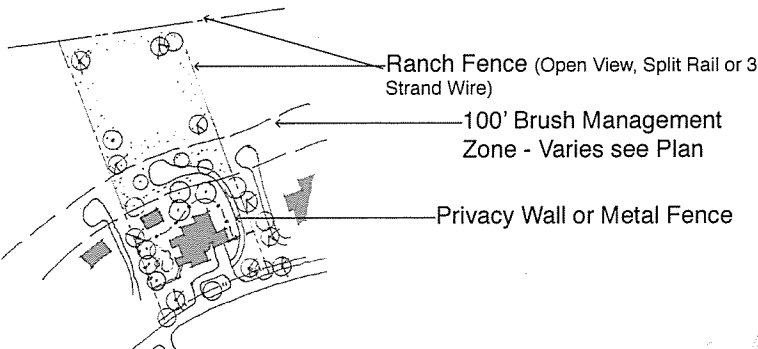 Ranch Fence (Open View, Split Rail or 3
Strand Wire)
100' Brush Management
Zone - Varies see Plan
Privacy Wall or Metal Fence